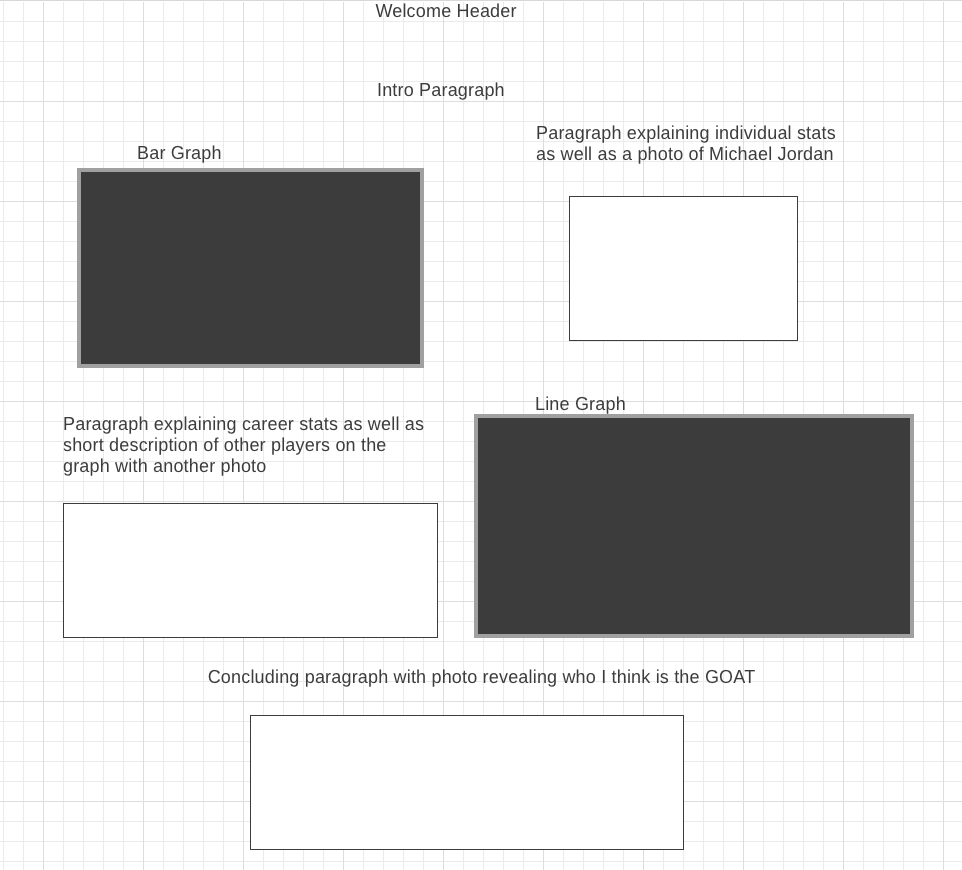 Welcome Header
Intro Paragraph
Bar Graph
Paragraph explaining individual stats
as well as a photo of Michael Jordan
Paragraph explaining career stats as well as
short description of other players on the
graph with another photo
Line Graph
Concluding paragraph with photo revealing who I think is the GOAT